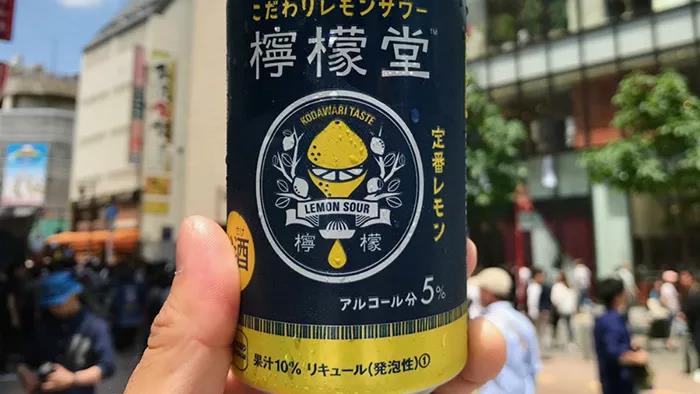 こだわりレモンサワー
檸檬堂™
KODAWARI TASTE
定番レモン
LEMON SOUR
檸檬
酒
アルコール分5%
果汁10% リキュール(発泡性)①